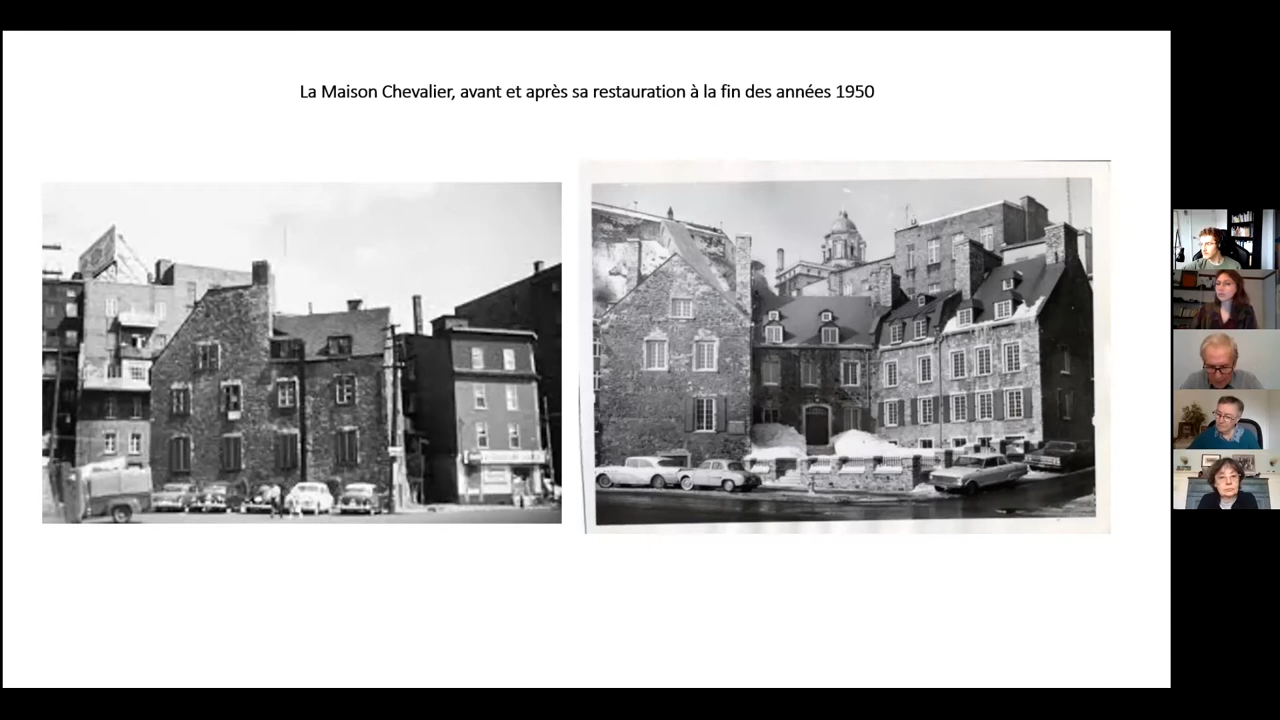 La Maison Chevalier, avant et après sa restauration à la fin des années 1950